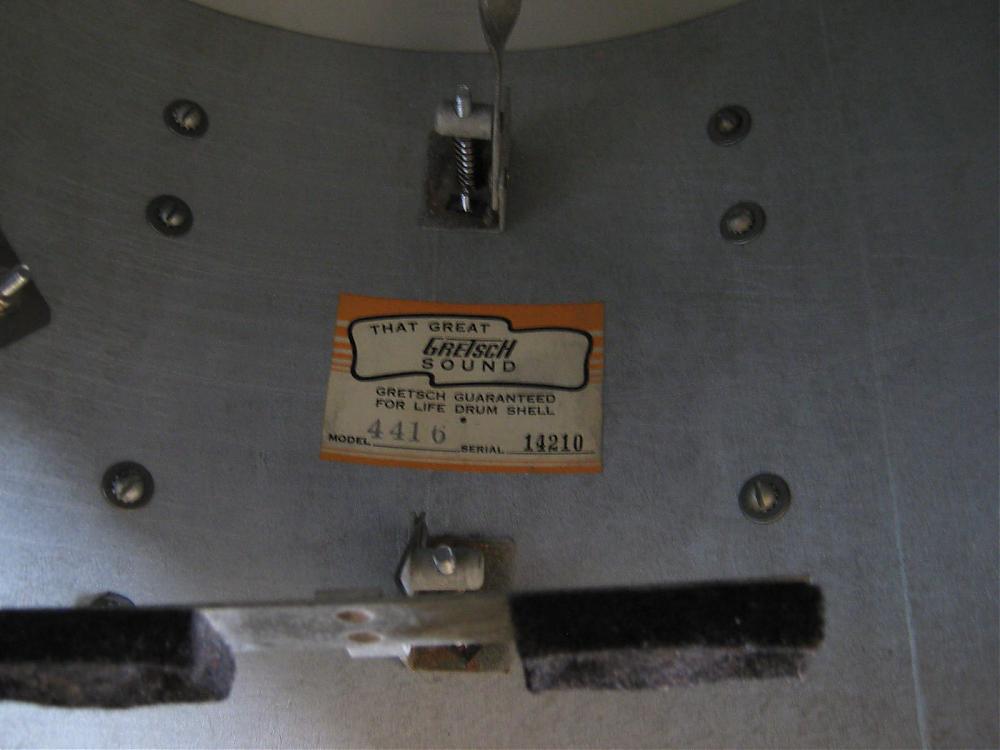 THAT GREAT
GRETSCH
SOUND
GRETSCH GUARANTEED
FOR LIFE DRUM SHELL
MODEL 4416 SERIAL 14210